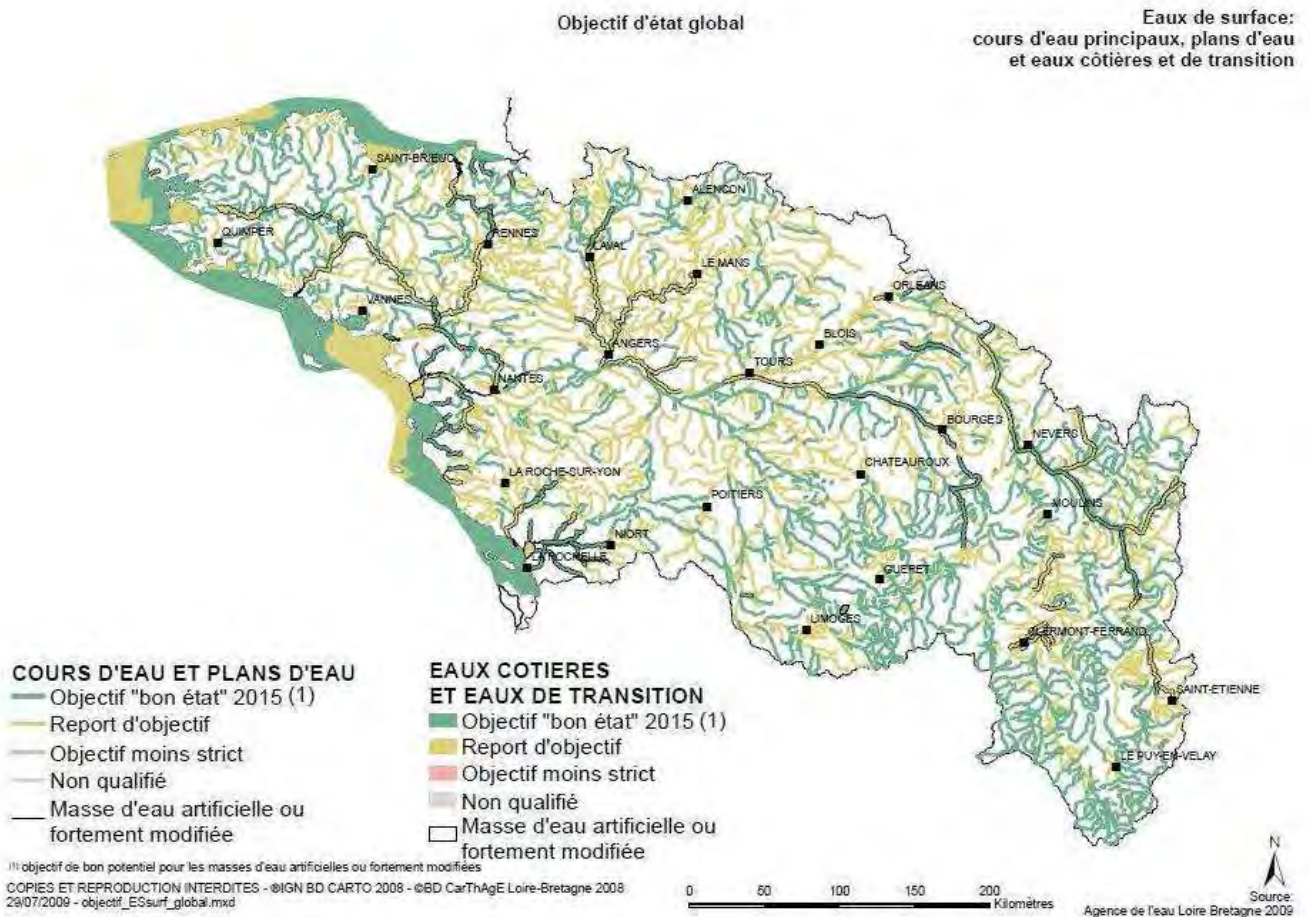 Objectif d'état global
Eaux de surface:
cours d'eau principaux, plans d'eau
et eaux côtières et de transition
SAINT-BRIEUC
ALENCON
QUIMPER
RENNES
LAVAL
LE MANS
ORLEANS
VANNES
BLOIS
ANGERS
TOURS
NANTES
BOURGES
NEVERS
CHATEAUROUX
LA ROCHE-SUR-YON
POITIERS
MOULINS
NIORT
LA ROCHELLE
GUERET
LIMOGES
CLERMONT-FERRAND
SAINT-ETIENNE
LE PUY-EN-VELAY
COURS D'EAU ET PLANS D'EAU
Objectif "bon état" 2015 (1)
Report d'objectif
Objectif moins strict
Non qualifié
Masse d'eau artificielle ou
fortement modifiée
EAUX COTIERES
ET EAUX DE TRANSITION
Objectif "bon état" 2015 (1)
Report d'objectif
Objectif moins strict
Non qualifié
Masse d'eau artificielle ou
fortement modifiée
(1) objectif de bon potentiel pour les masses d'eau artificielles ou fortement modifiées
COPIES ET REPRODUCTION INTERDITES - ®IGN BD CARTO 2008 - ©BD CarThAgE Loire-Bretagne 2008
29/07/2009 - objectif_ESsurf_global.mxd
0 50 100 150 200
Kilomètres
N
Source:
Agence de l'eau Loire Bretagne 2009